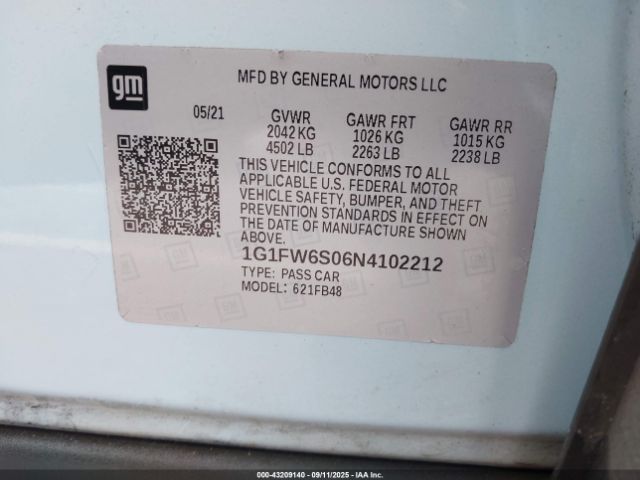 gm
MFD BY GENERAL MOTORS LLC
05/21 GVWR GAWR FRT GAWR RR
2042 KG 1026 KG 1015 KG
4502 LB 2263 LB 2238 LB
THIS VEHICLE CONFORMS TO ALL
APPLICABLE U.S. FEDERAL MOTOR
VEHICLE SAFETY, BUMPER, AND THEFT
PREVENTION STANDARDS IN EFFECT ON
THE DATE OF MANUFACTURE SHOWN
ABOVE.
1G1FW6S06N4102212
TYPE: PASS CAR
MODEL: 621FB48
000-43209140 - 09/11/2025 - IAAI.COM